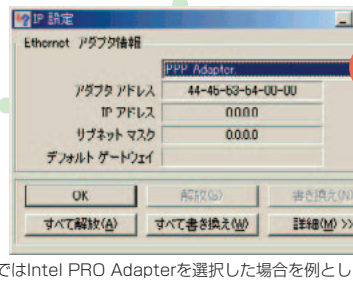 IP 設定
Ethernet アダプタ情報
PPP Adapter.
アダプタ アドレス 44-45-53-54-00-00
IP アドレス 0.0.0.0
サブネット マスク 0.0.0.0
デフォルト ゲートウェイ
OK 解放(S) 書き換え(N)
すべて解放(A) すべて書き換え(W) 詳細(M) >>
ではIntel PRO Adapterを選択した場合を例とし